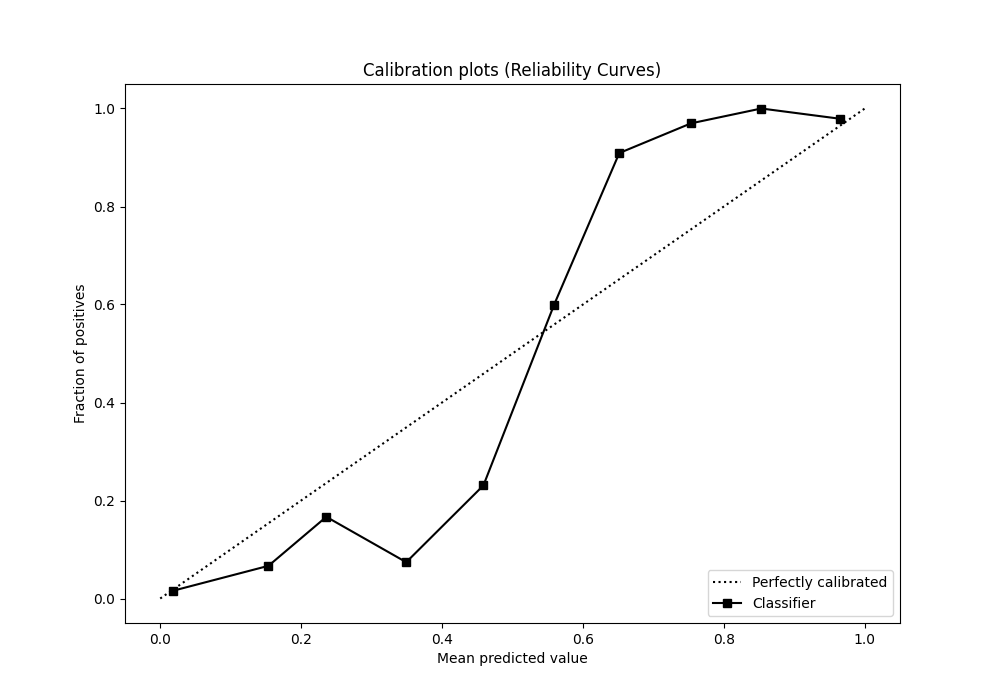 Calibration plots (Reliability Curves)
1.0
0.8
0.6
0.4
0.2
0.0
Fraction of positives
Perfectly calibrated
Classifier
0.0 0.2 0.4 0.6 0.8 1.0
Mean predicted value